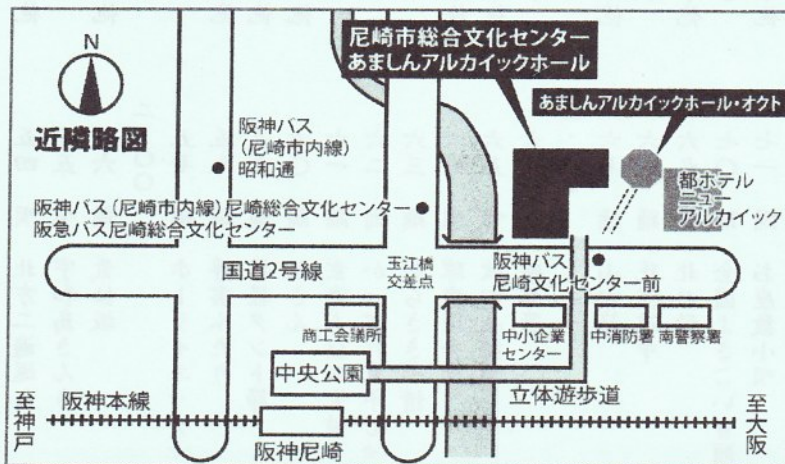 N
近隣略図
尼崎市総合文化センター
あましんアルカイックホール
あましんアルカイックホール・オクト
阪神バス
(尼崎市内線)
昭和通
都ホテル
ニュー
アルカイック
阪神バス(尼崎市内線)尼崎総合文化センター
阪急バス尼崎総合文化センター
国道2号線
玉江橋
交差点
阪神バス
尼崎文化センター前
商工会議所
中小企業
センター
中消防署
南警察署
中央公園
立体遊歩道
至神戸
阪神本線
阪神尼崎
至大阪